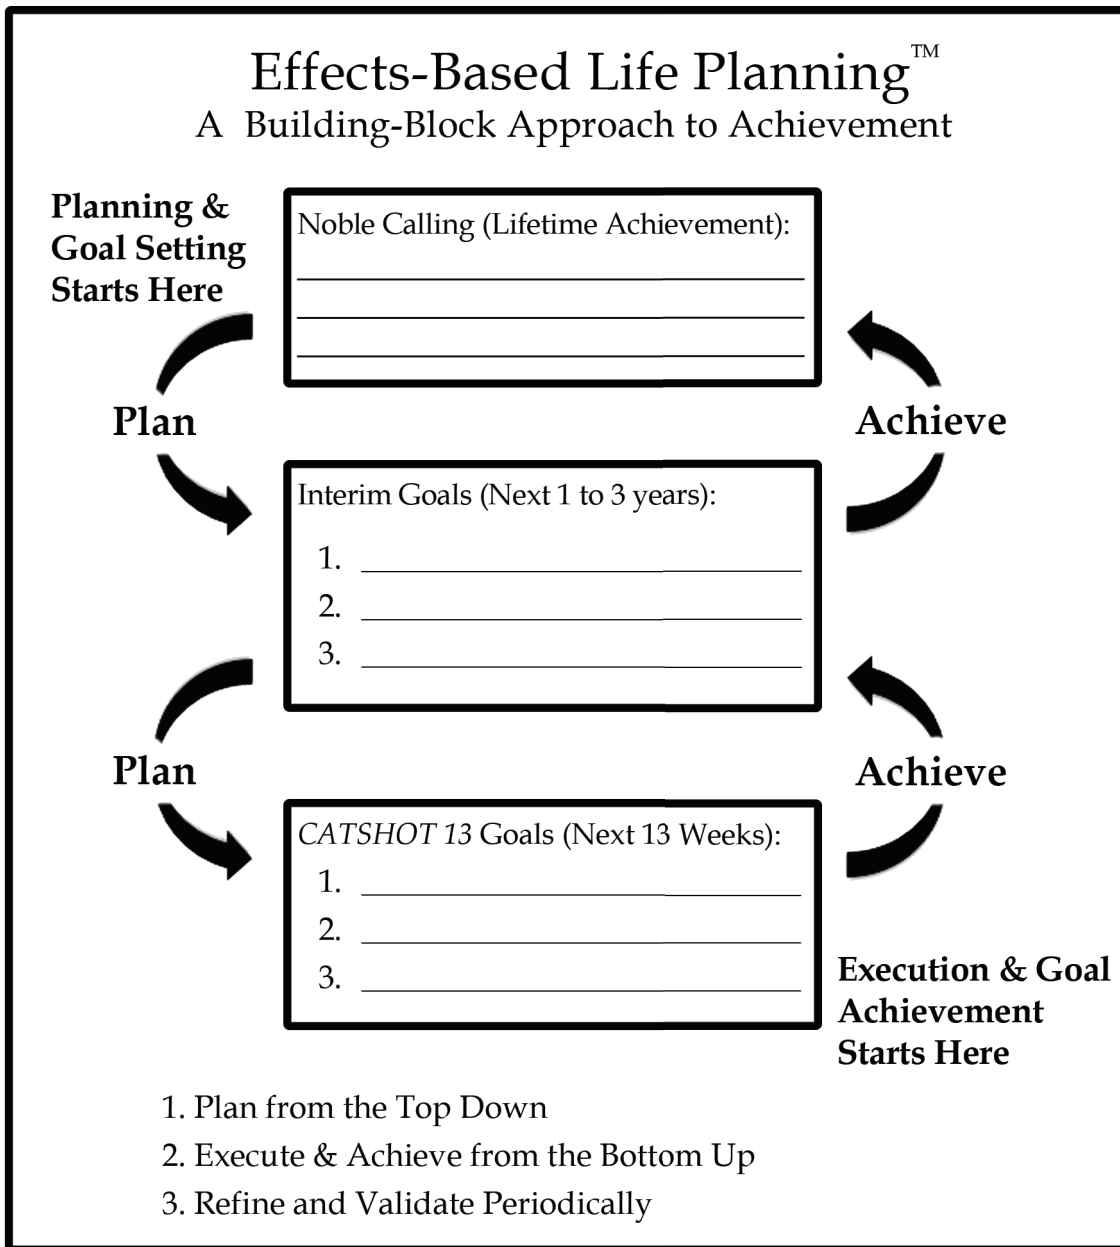 Effects-Based Life Planning™
A Building-Block Approach to Achievement
Planning &
Goal Setting
Starts Here
Noble Calling (Lifetime Achievement):
Plan
Achieve
Interim Goals (Next 1 to 3 years):
1.
2.
3.
Plan
Achieve
CATSHOT 13 Goals (Next 13 Weeks):
1.
2.
3.
Execution & Goal
Achievement
Starts Here
1. Plan from the Top Down
2. Execute & Achieve from the Bottom Up
3. Refine and Validate Periodically